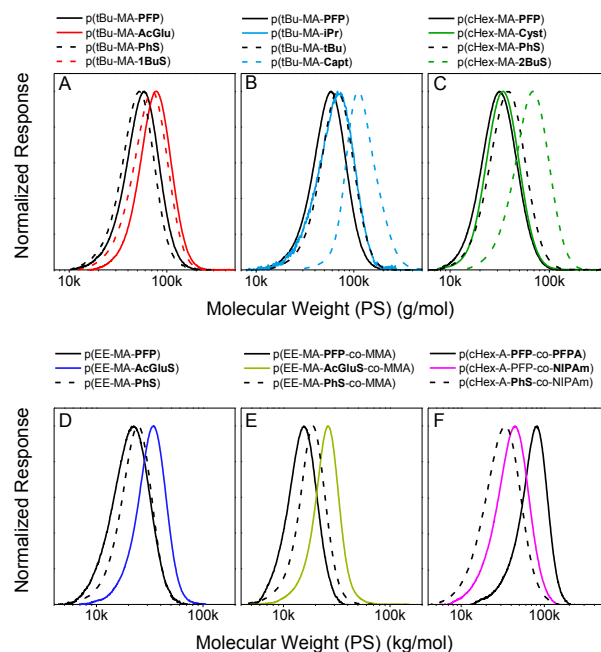 p(tBu-MA-PFP)
p(tBu-MA-AcGlu)
p(tBu-MA-PhS)
p(tBu-MA-1BuS)
p(tBu-MA-PFP)
p(tBu-MA-iPr)
p(tBu-MA-tBu)
p(tBu-MA-Capt)
p(cHex-MA-PFP)
p(cHex-MA-Cyst)
p(cHex-MA-PhS)
p(cHex-MA-2BuS)
A B C
Normalized Response
10k 100k 10k 100k 10k 100k
Molecular Weight (PS) (g/mol)
p(EE-MA-PFP)
p(EE-MA-AcGluS)
p(EE-MA-PhS)
p(EE-MA-PFP-co-MMA)
p(EE-MA-AcGluS-co-MMA)
p(EE-MA-PhS-co-MMA)
p(cHex-A-PFP-co-PFPA)
p(cHex-A-PFP-co-NIPAm)
p(cHex-A-PhS-co-NIPAm)
D E F
Normalized Response
10k 100k 10k 100k 10k 100k
Molecular Weight (PS) (kg/mol)